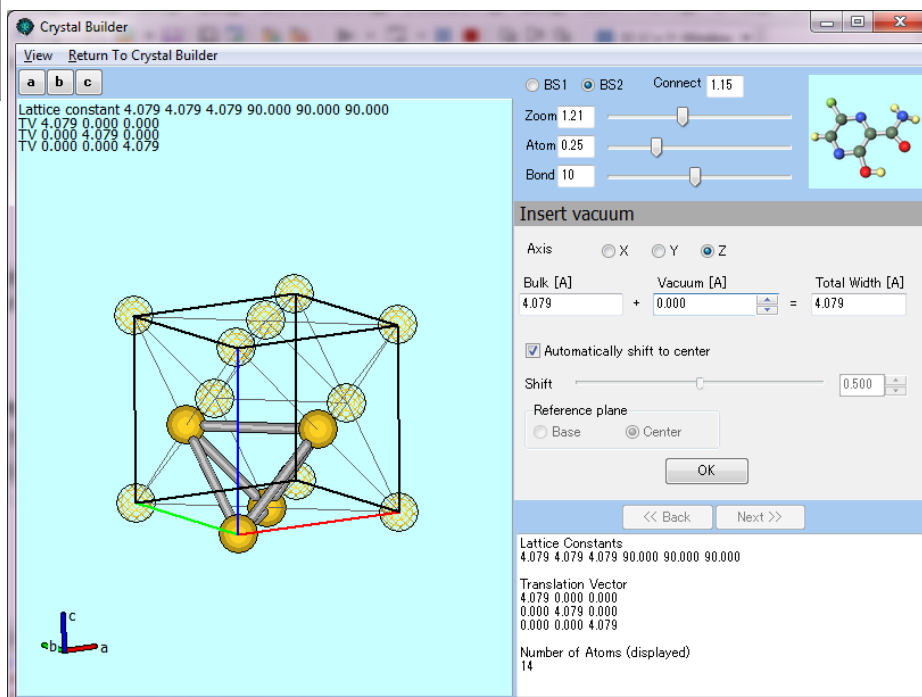 Crystal Builder
View Return To Crystal Builder
a b c
Lattice constant 4.079 4.079 4.079 90.000 90.000 90.000
TV 4.079 0.000 0.000
TV 0.000 4.079 0.000
TV 0.000 0.000 4.079
BS1 BS2 Connect 1.15
Zoom 1.21
Atom 0.25
Bond 10
Insert vacuum
Axis X Y Z
Bulk [A] Vacuum [A] Total Width [A]
4.079 + 0.000 = 4.079
Automatically shift to center
Shift 0.500
Reference plane
Base Center
OK
<< Back Next >>
Lattice Constants
4.079 4.079 4.079 90.000 90.000 90.000
Translation Vector
4.079 0.000 0.000
0.000 4.079 0.000
0.000 0.000 4.079
Number of Atoms (displayed)
14
c
b
a